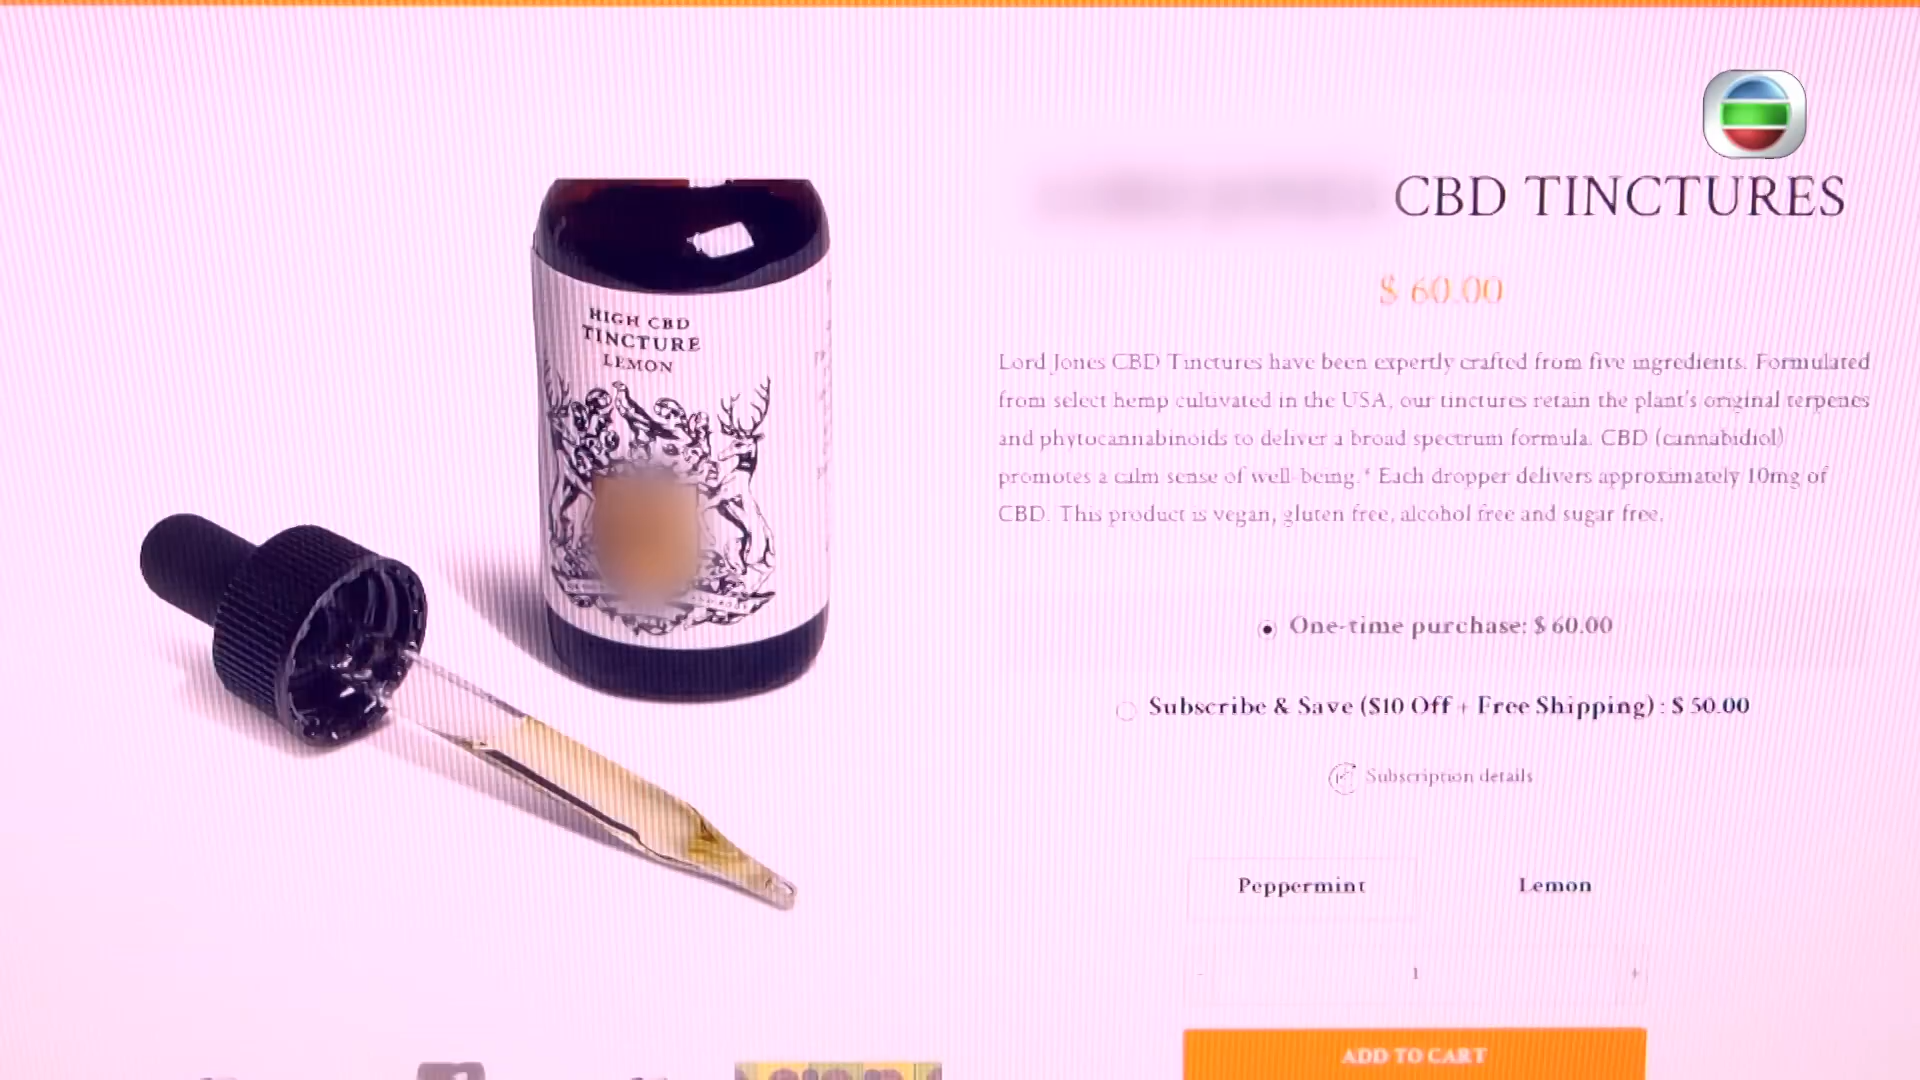 CBD TINCTURES
$ 60.00
Lord Jones CBD Tinctures have been expertly crafted from five ingredients. Formulated
from select hemp cultivated in the USA, our tinctures retain the plant's original terpenes
and phytocannabinoids to deliver a broad spectrum formula. CBD (cannabidiol)
promotes a calm sense of well-being.* Each dropper delivers approximately 10mg of
CBD. This product is vegan, gluten free, alcohol free and sugar free.
One-time purchase: $ 60.00
Subscribe & Save ($10 Off + Free Shipping) : $ 50.00
Subscription details
Peppermint
Lemon
- 1 +
ADD TO CART
HIGH CBD
TINCTURE
LEMON